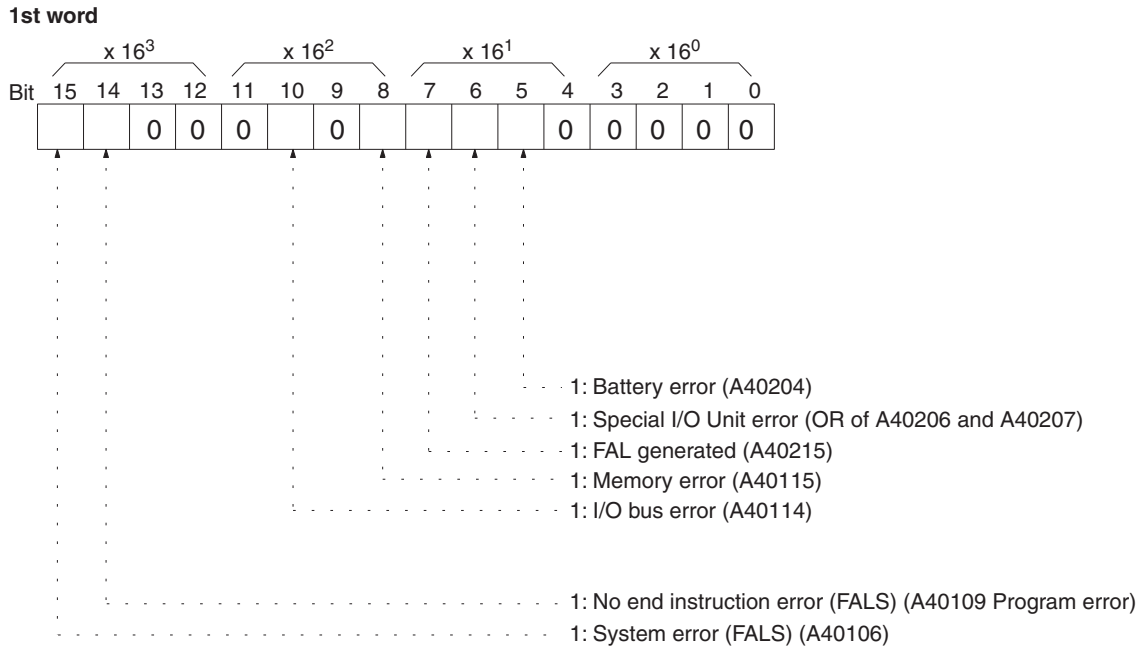 1st word
x 16³ x 16² x 16¹ x 16⁰
Bit 15 14 13 12 11 10 9 8 7 6 5 4 3 2 1 0
0 0 0 0 0 0 0 0 0
1: Battery error (A40204)
1: Special I/O Unit error (OR of A40206 and A40207)
1: FAL generated (A40215)
1: Memory error (A40115)
1: I/O bus error (A40114)
1: No end instruction error (FALS) (A40109 Program error)
1: System error (FALS) (A40106)